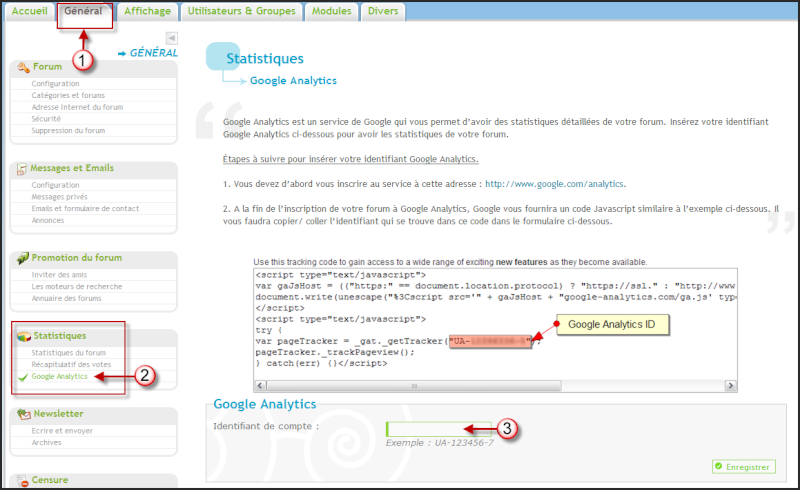 Accueil
Général
Affichage
Utilisateurs & Groupes
Modules
Divers
1
GÉNÉRAL
Forum
Configuration
Catégories et forums
Adresse Internet du forum
Sécurité
Suppression du forum
Messages et Emails
Configuration
Messages privés
Emails et formulaire de contact
Annonces
Promotion du forum
Inviter des amis
Les moteurs de recherche
Annuaire des forums
Statistiques
Statistiques du forum
Récapitulatif des votes
Google Analytics
2
Newsletter
Ecrire et envoyer
Archives
Censure
Statistiques
Google Analytics
Google Analytics est un service de Google qui vous permet d'avoir des statistiques détaillées de votre forum. Insérez votre identifiant
Google Analytics ci-dessous pour avoir les statistiques de votre forum.
Étapes à suivre pour insérer votre identifiant Google Analytics.
1. Vous devez d'abord vous inscrire au service à cette adresse : http://www.google.com/analytics.
2. A la fin de l'inscription de votre forum à Google Analytics, Google vous fournira un code Javascript similaire à l'exemple ci-dessous. Il
vous faudra copier/ coller l'identifiant qui se trouve dans ce code dans le formulaire ci-dessous.
Use this tracking code to gain access to a wide range of exciting new features as they become available.
<script type="text/javascript">
var gaJsHost = (("https:" == document.location.protocol) ? "https://ssl." : "http://www
document.write(unescape("%3Cscript src='" + gaJsHost + "google-analytics.com/ga.js' typ
</script>
<script type="text/javascript">
try {
var pageTracker = _gat._getTracker("UA-
Google Analytics ID
pageTracker._trackPageview();
} catch(err) {}</script>
Google Analytics
Identifiant de compte :
3
Exemple : UA-123456-7
Enregistrer